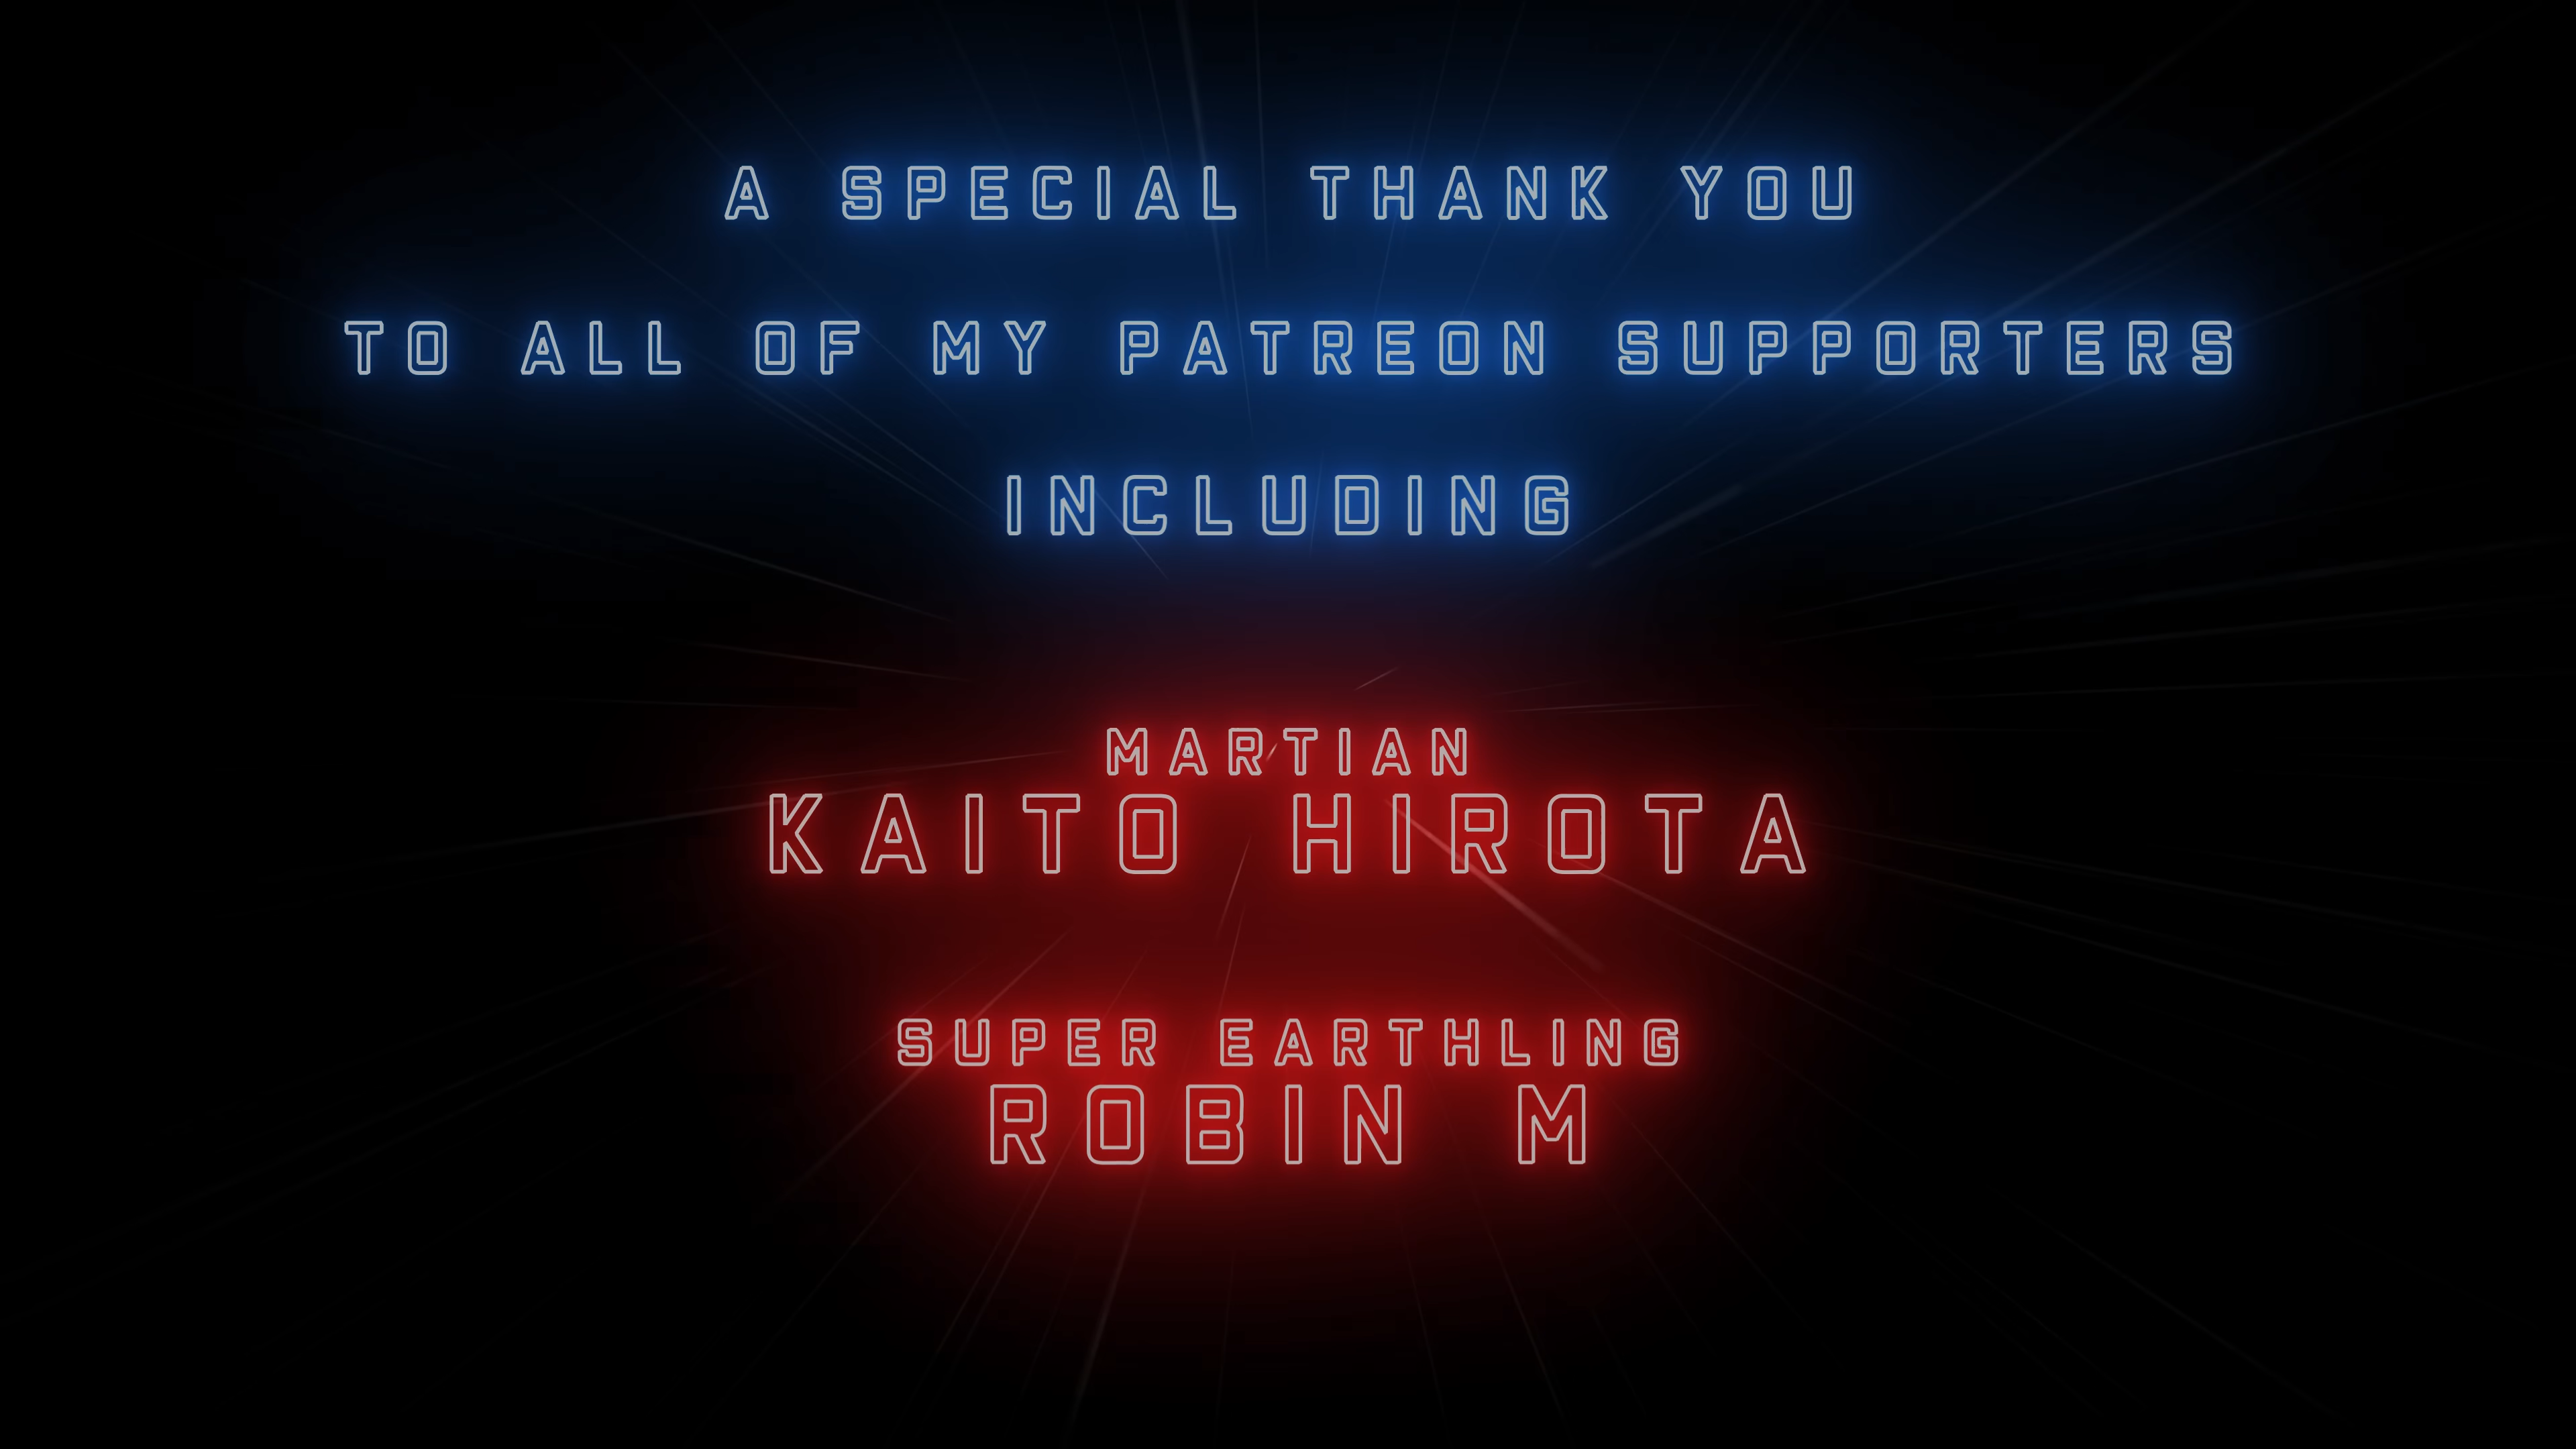 A SPECIAL THANK YOU
TO ALL OF MY PATREON SUPPORTERS
INCLUDING
MARTIAN
KAITO HIROTA
SUPER EARTHLING
ROBIN M